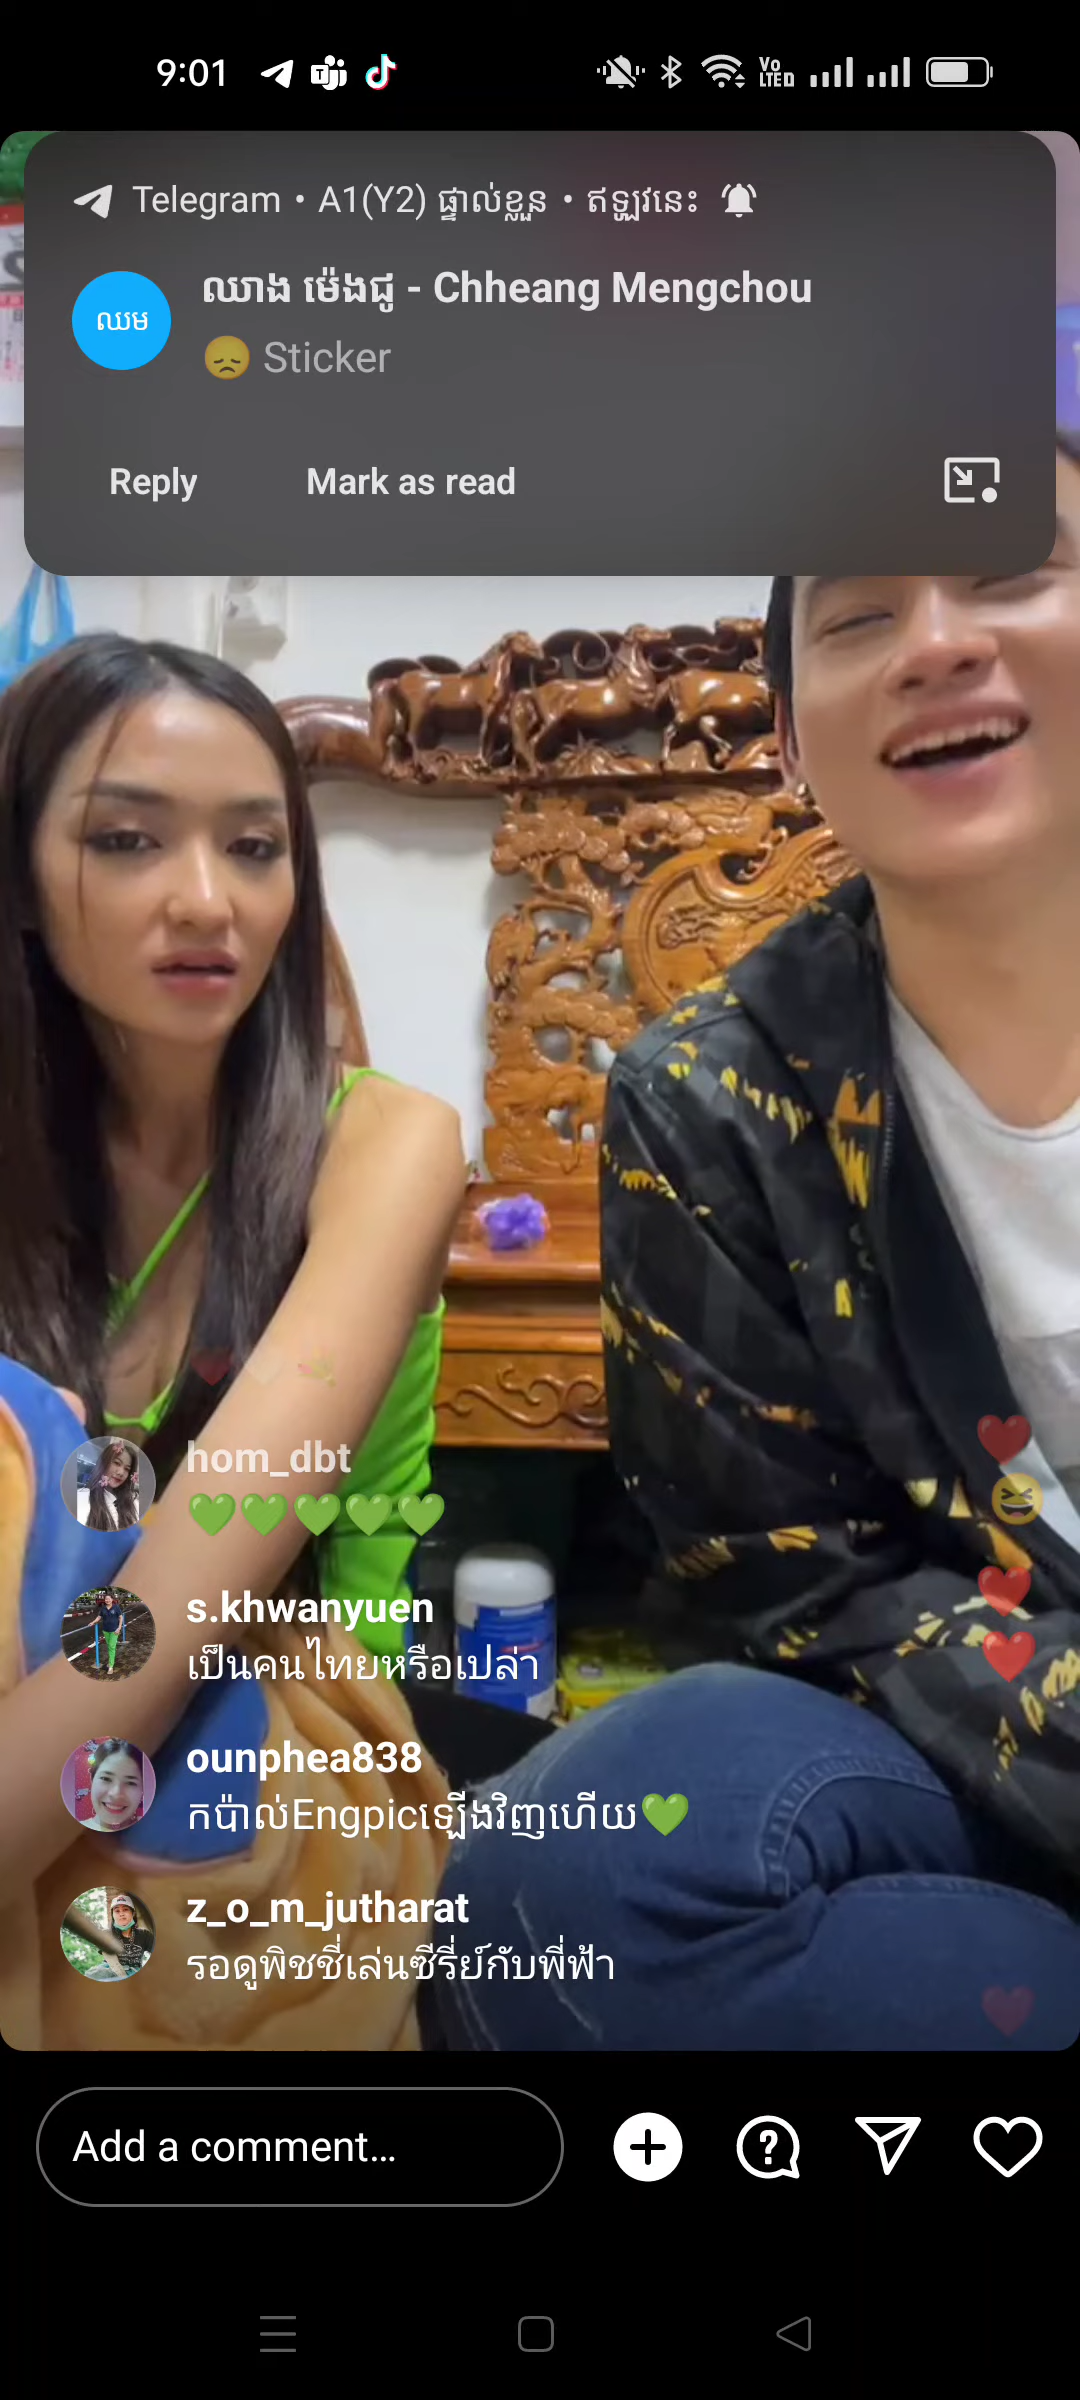 9:01
Telegram • A1(Y2) ផ្ទាល់ខ្លួន • ឥឡូវនេះ
ឈម
ឈាង ម៉េងជូ - Chheang Mengchou
😞 Sticker
Reply Mark as read
hom_dbt
💚💚💚💚💚
s.khwanyuen
เป็นคนไทยหรือเปล่า
ounphea838
កប៉ាល់Engpicឡើងវិញហើយ💚
z_o_m_jutharat
รอดูพิชชี่เล่นซีรี่ย์กับพี่ฟ้า
Add a comment...